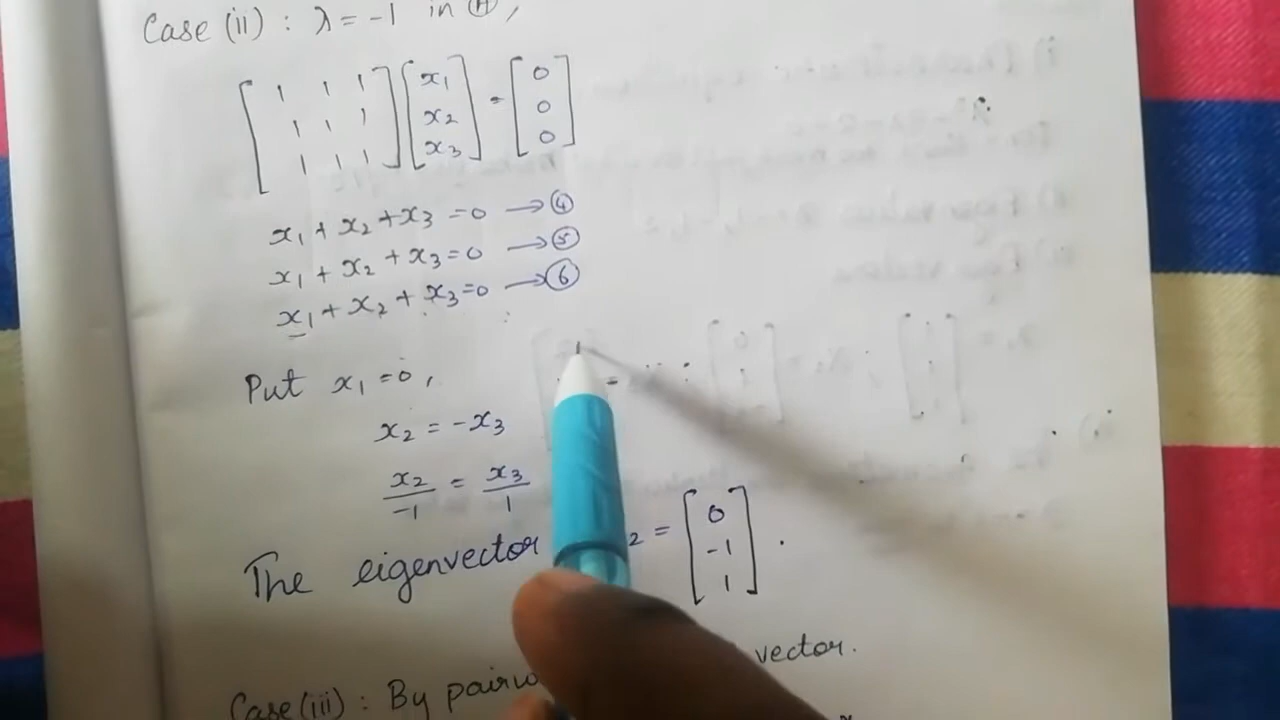 Case (ii) : λ = -1 in Ⓗ,
[1 1 1] [x₁] = [0]
[1 1 1] [x₂] = [0]
[1 1 1] [x₃] = [0]
x₁ + x₂ + x₃ = 0 → ④
x₁ + x₂ + x₃ = 0 → ⑤
x₁ + x₂ + x₃ = 0 → ⑥
Put x₁ = 0,
x₂ = -x₃
x₂/-1 = x₃/1
The eigenvector ₂ = [0 -1 1] .
Case (iii) : By vector.